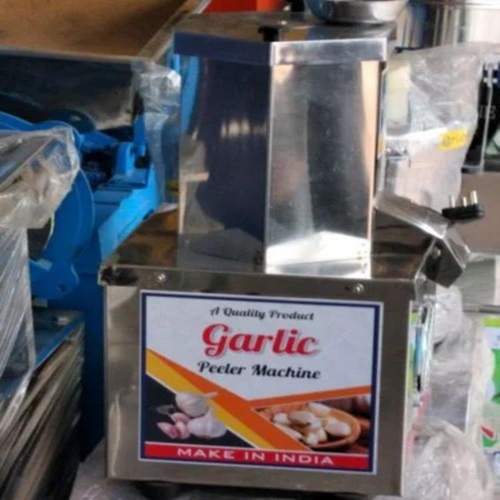 A Quality Product
Garlic
Peeler Machine
MAKE IN INDIA